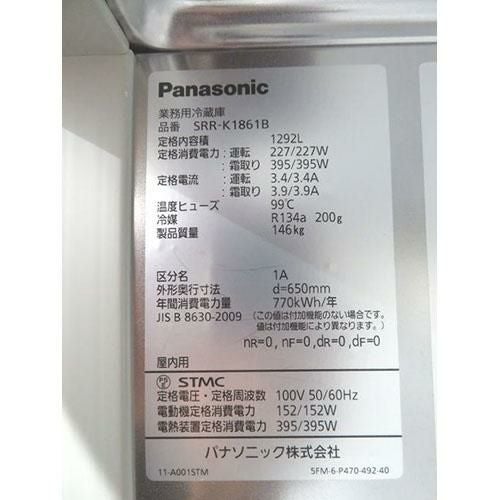 Panasonic
業務用冷蔵庫
品番 SRR-K1861B
定格内容積 1292L
定格消費電力:運転 227/227W
:霜取り 395/395W
定格電流 :運転 3.4/3.4A
:霜取り 3.9/3.9A
温度ヒューズ 99℃
冷媒 R134a 200g
製品質量 146kg
区分名 1A
外形奥行寸法 d=650mm
年間消費電力量 770kWh/年
JIS B 8630-2009 (この値は付加機能のない場合です。
値は付加機能により異なります。)
nR=0, nF=0, dR=0, dF=0
屋内用
STMC
定格電圧・定格周波数 100V 50/60Hz
電動機定格消費電力 152/152W
電熱装置定格消費電力 395/395W
パナソニック株式会社
11-A001STM 5FM-6-P470-492-40